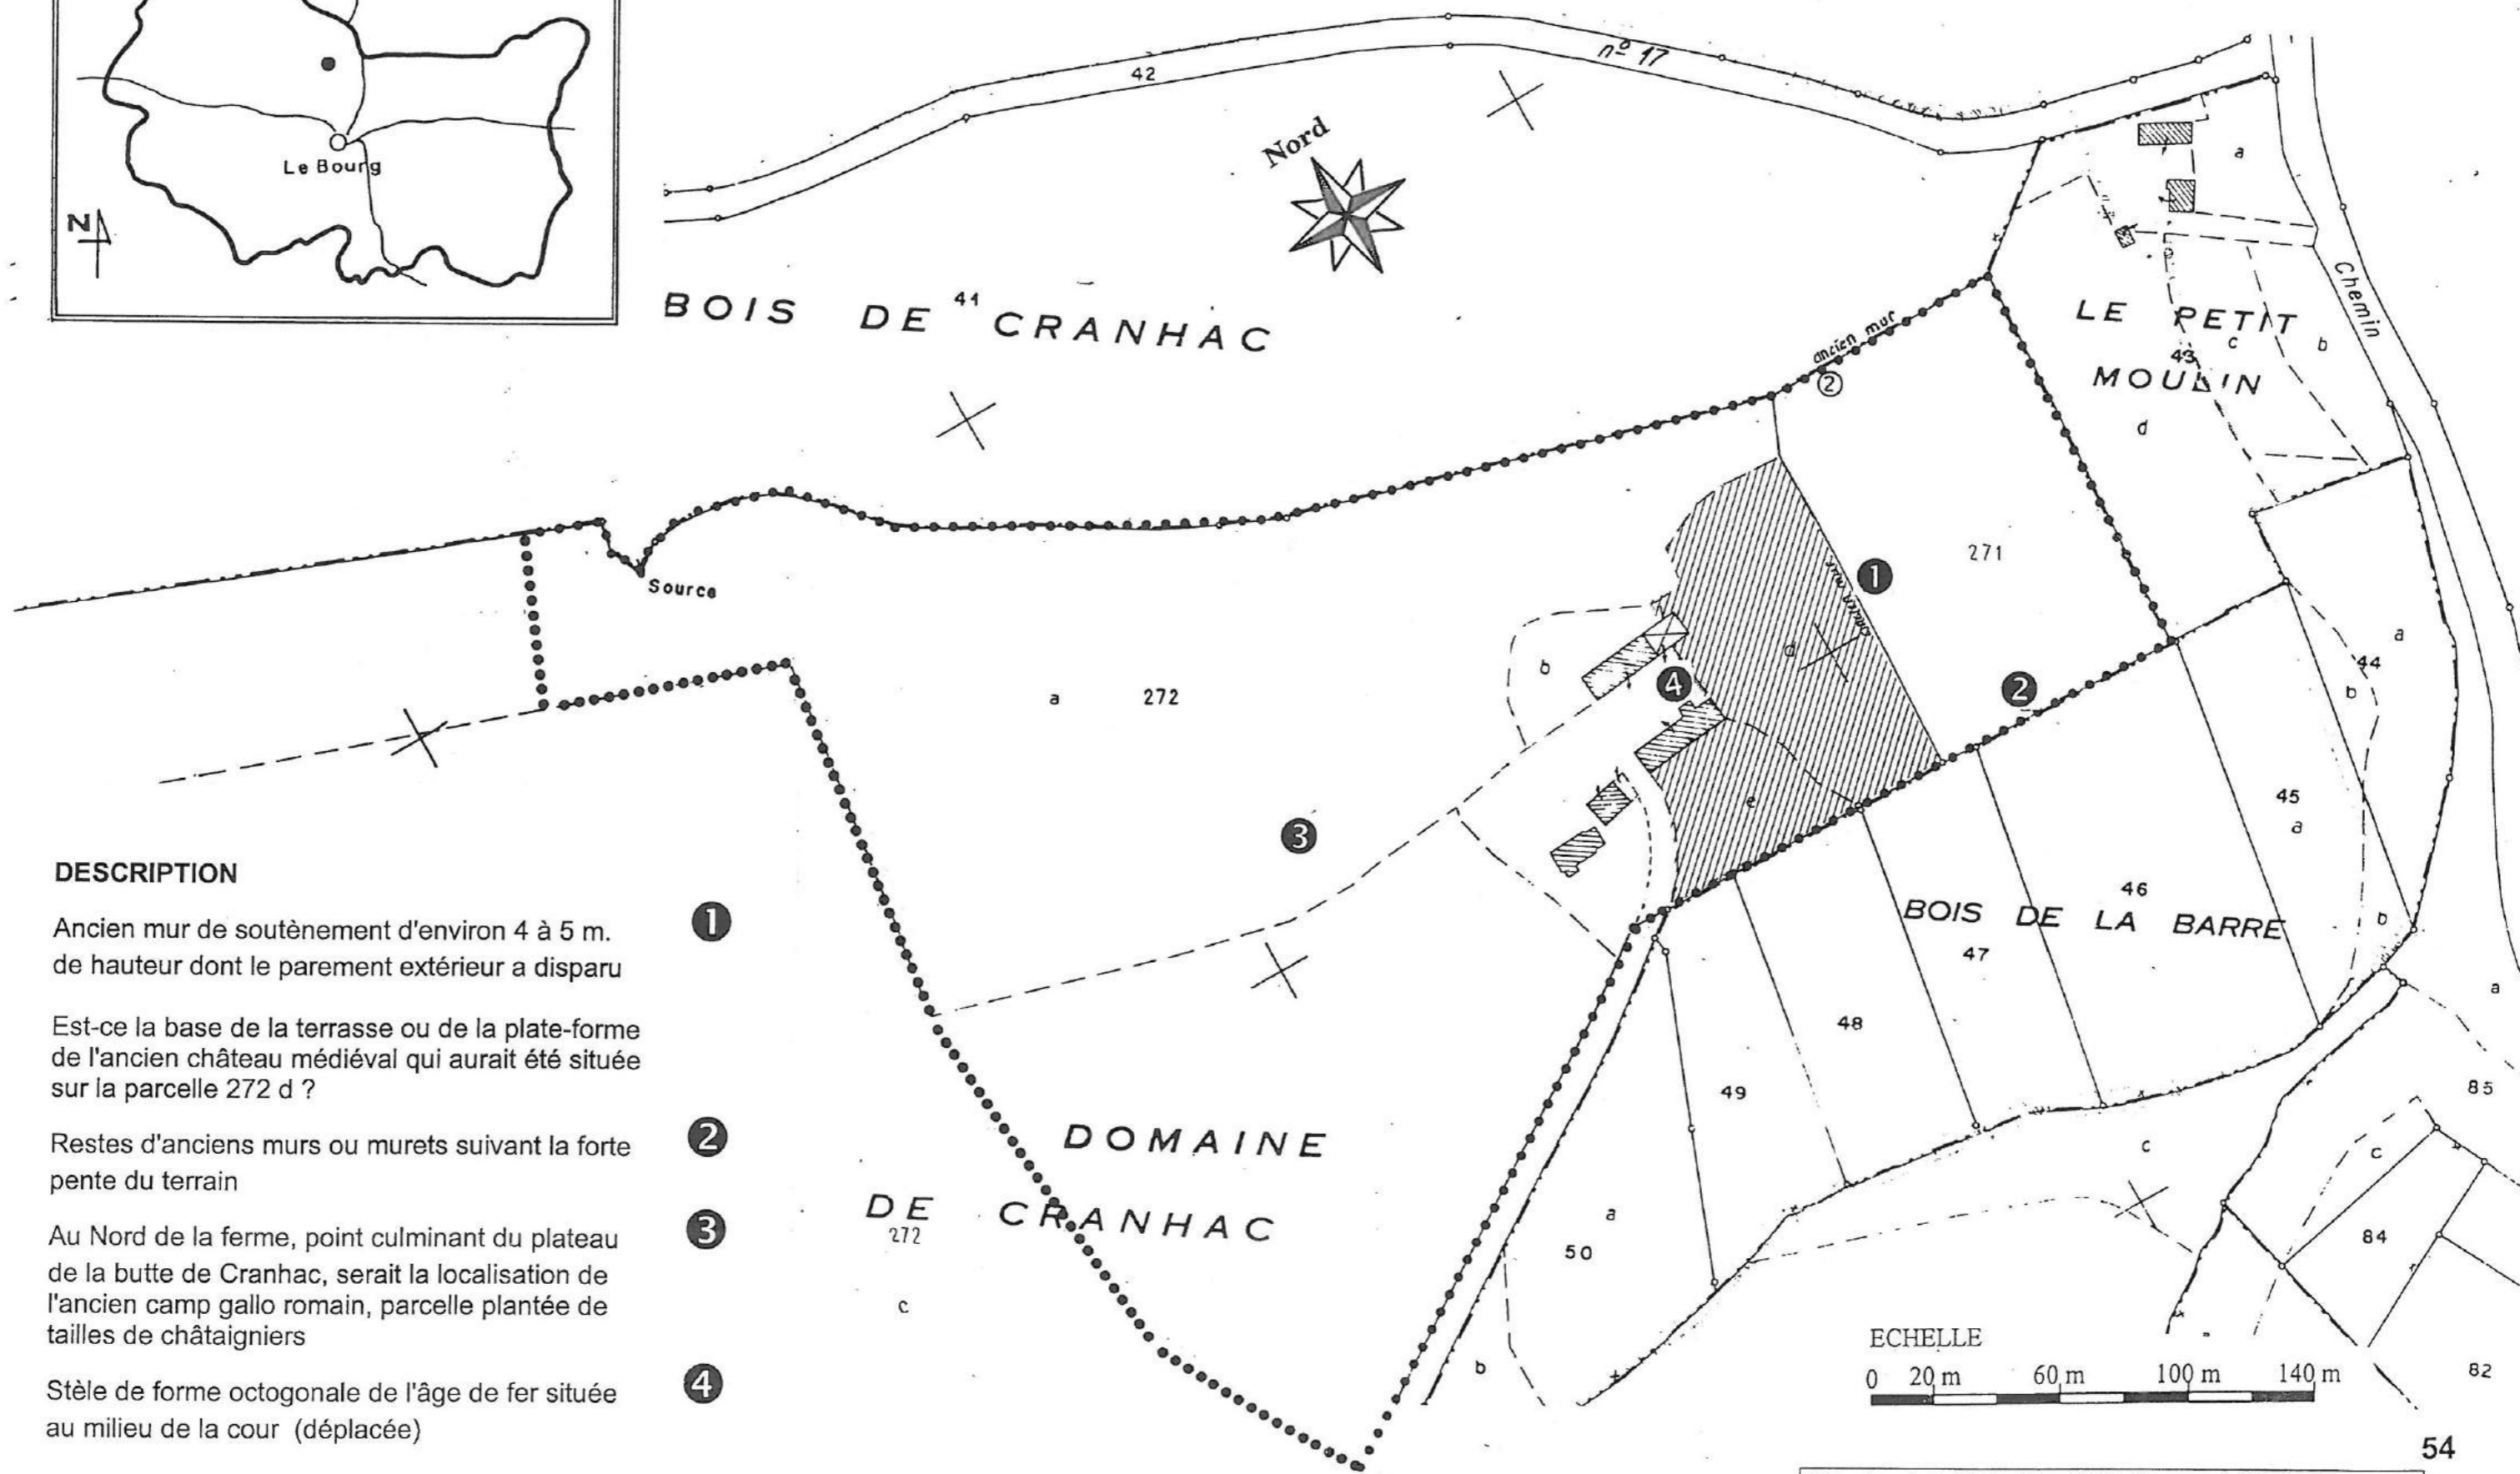 Le Bourg
N
42
n° 17
Nord
BOIS DE CRANHAC
41
LE PETIT
MOULIN
43
a
b
c
d
Chemin
ancien mur
2
Source
271
1
ancien mur
d
b
4
2
a 272
3
e
44
a
b
45
a
b
46
BOIS DE LA BARRE
47
48
49
a
50
b
c
a
85
c
84
82
DOMAINE
DE CRANHAC
272
c
DESCRIPTION
Ancien mur de soutènement d'environ 4 à 5 m. 1
de hauteur dont le parement extérieur a disparu
Est-ce la base de la terrasse ou de la plate-forme
de l'ancien château médiéval qui aurait été située
sur la parcelle 272 d ?
Restes d'anciens murs ou murets suivant la forte 2
pente du terrain
Au Nord de la ferme, point culminant du plateau 3
de la butte de Cranhac, serait la localisation de
l'ancien camp gallo romain, parcelle plantée de
tailles de châtaigniers
Stèle de forme octogonale de l'âge de fer située 4
au milieu de la cour (déplacée)
ECHELLE
0 20 m 60 m 100 m 140 m
54